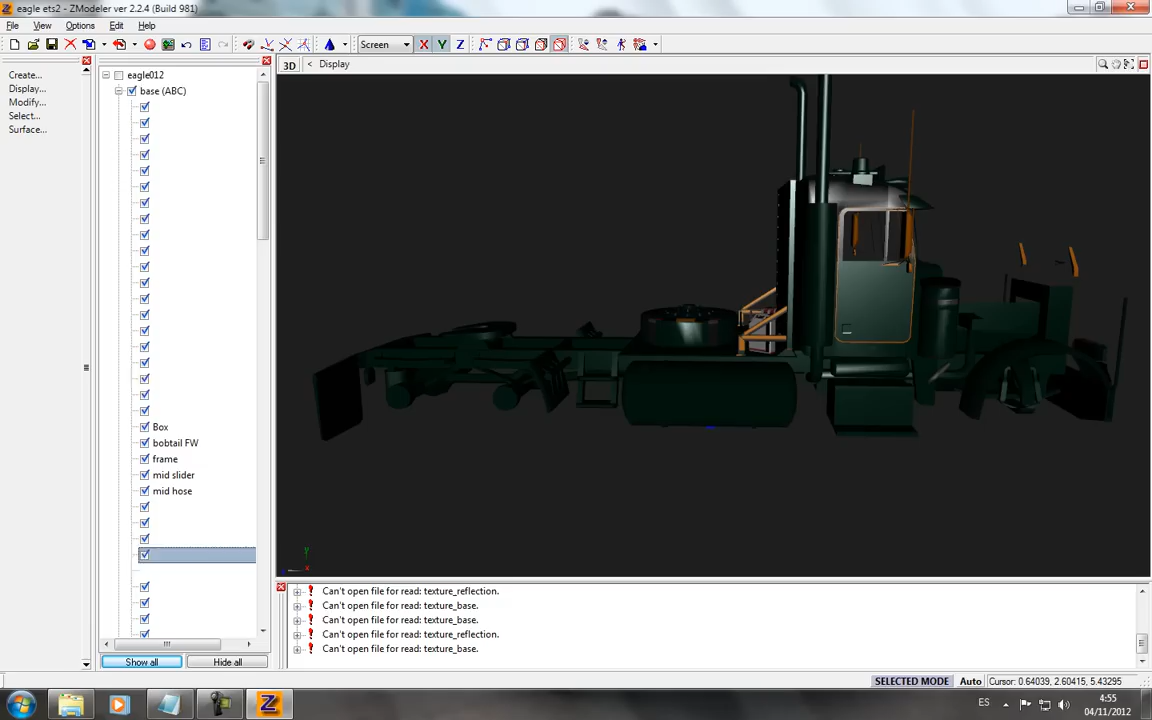 eagle ets2 - ZModeler ver 2.2.4 (Build 981)
File View Options Edit Help
Screen X Y Z
Create...
Display...
Modify...
Select...
Surface...
eagle012
base (ABC)
Box
bobtail FW
frame
mid slider
mid hose
Show all Hide all
3D < Display
y
x
Can't open file for read: texture_reflection.
Can't open file for read: texture_base.
Can't open file for read: texture_base.
Can't open file for read: texture_reflection.
Can't open file for read: texture_base.
SELECTED MODE Auto Cursor: 0.64039, 2.60415, 5.43295
ES 4:55
04/11/2012